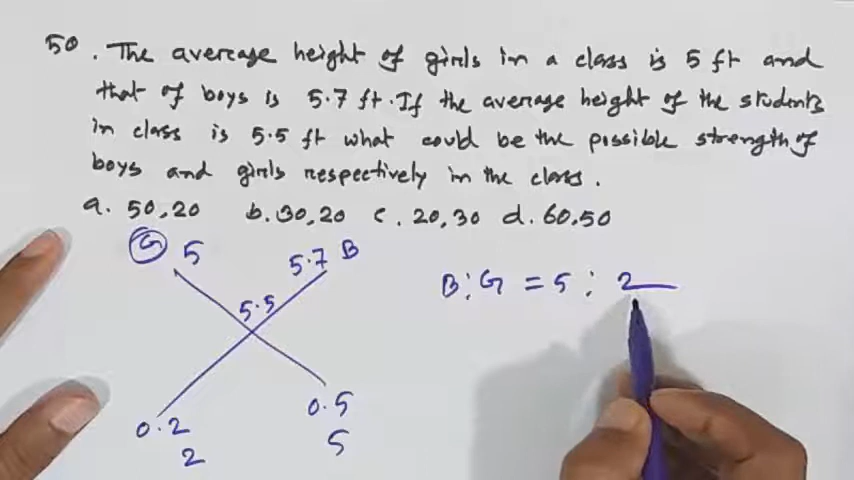 50. The average height of girls in a class is 5 ft and
that of boys is 5.7 ft. If the average height of the students
in class is 5.5 ft what could be the possible strength of
boys and girls respectively in the class.
a. 50,20 b. 30,20 c. 20,30 d. 60,50
G 5 5.7 B
5.5
B:G = 5:2
0.2 0.5
2 5